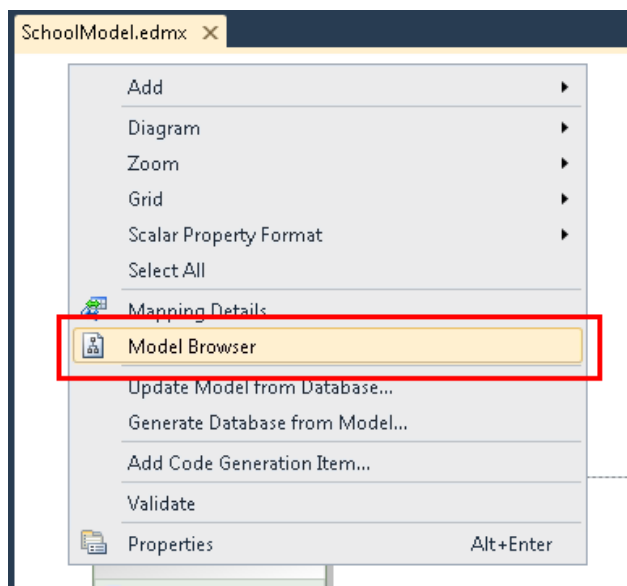 SchoolModel.edmx
Add
Diagram
Zoom
Grid
Scalar Property Format
Select All
Mapping Details
Model Browser
Update Model from Database...
Generate Database from Model...
Add Code Generation Item...
Validate
Properties Alt+Enter